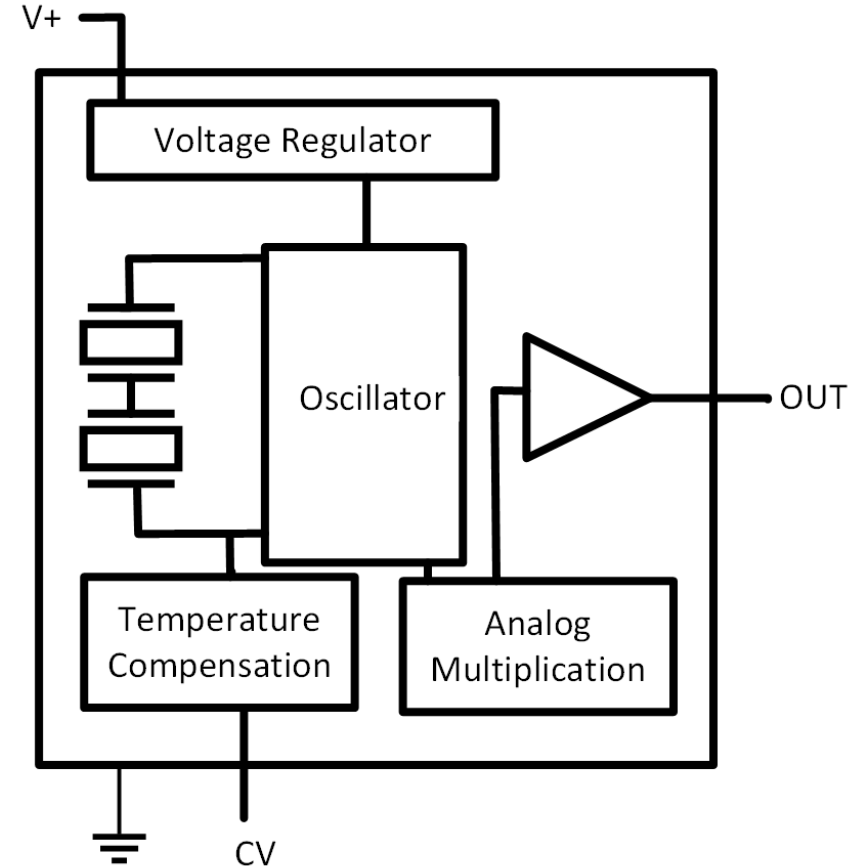 V+
Voltage Regulator
Oscillator
OUT
Temperature
Compensation
Analog
Multiplication
CV